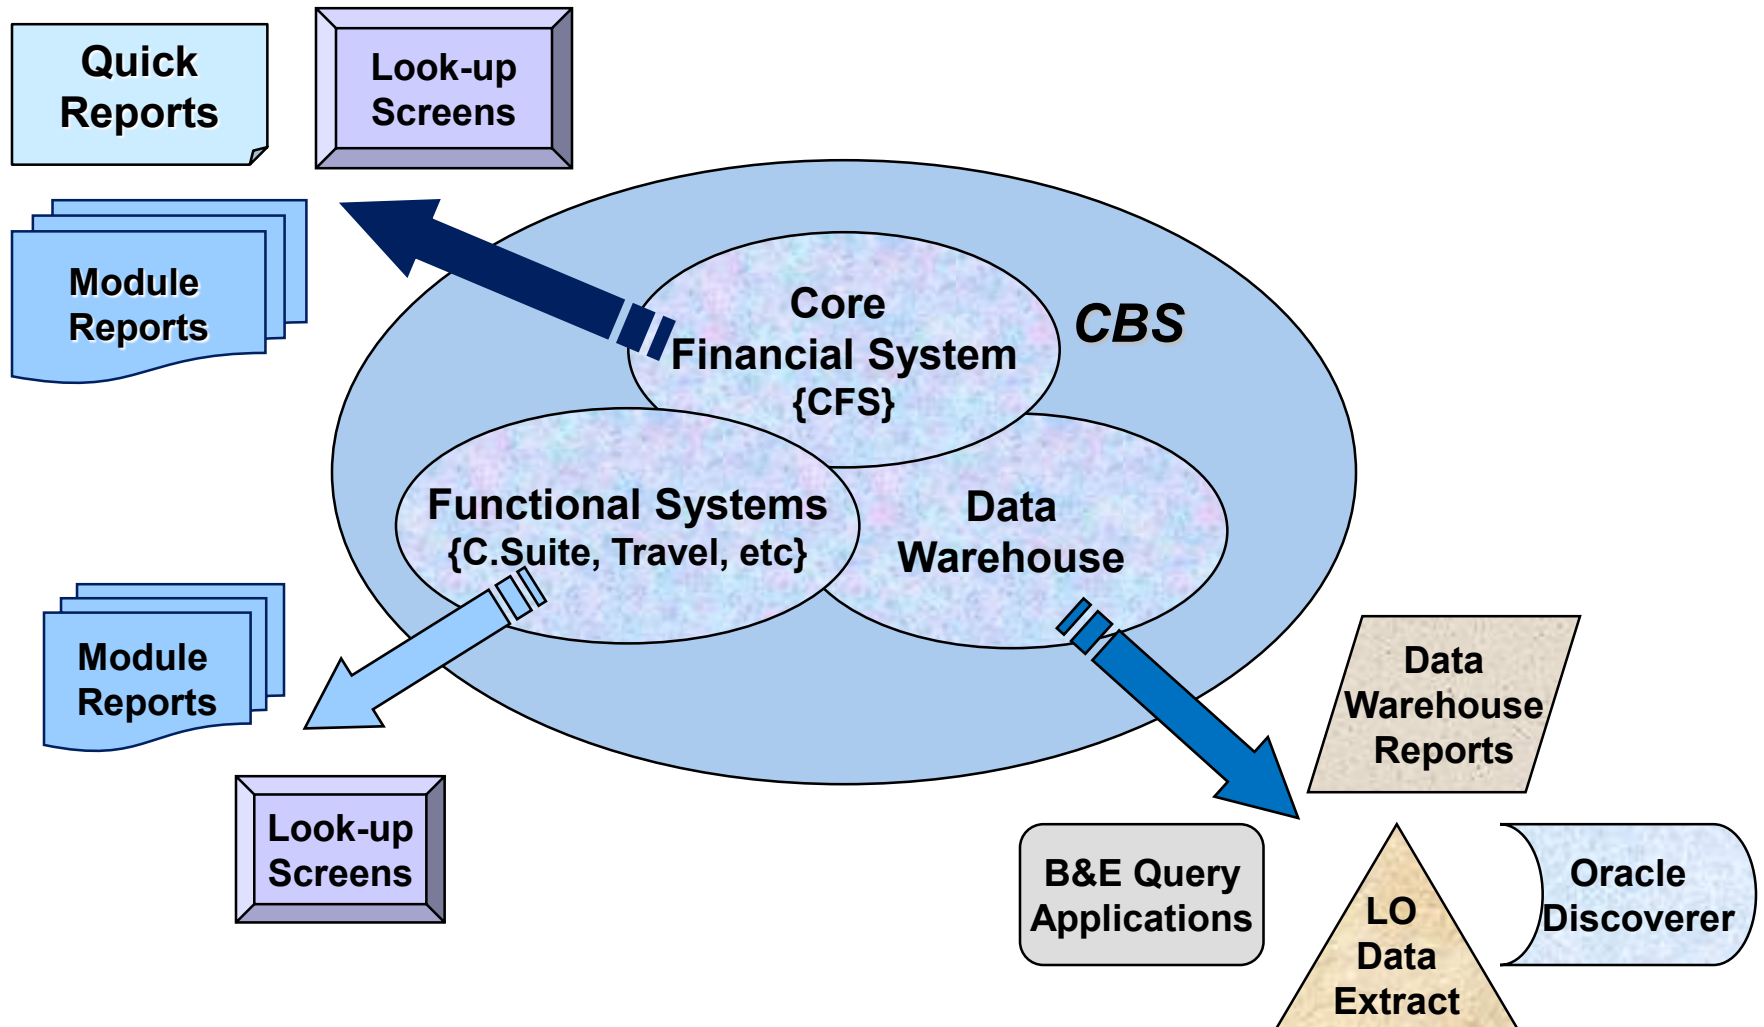 Quick
Reports
Look-up
Screens
Module
Reports
Core
Financial System
{CFS}
CBS
Functional Systems
{C.Suite, Travel, etc}
Data
Warehouse
Module
Reports
Look-up
Screens
Data
Warehouse
Reports
B&E Query
Applications
LO
Data
Extract
Oracle
Discoverer